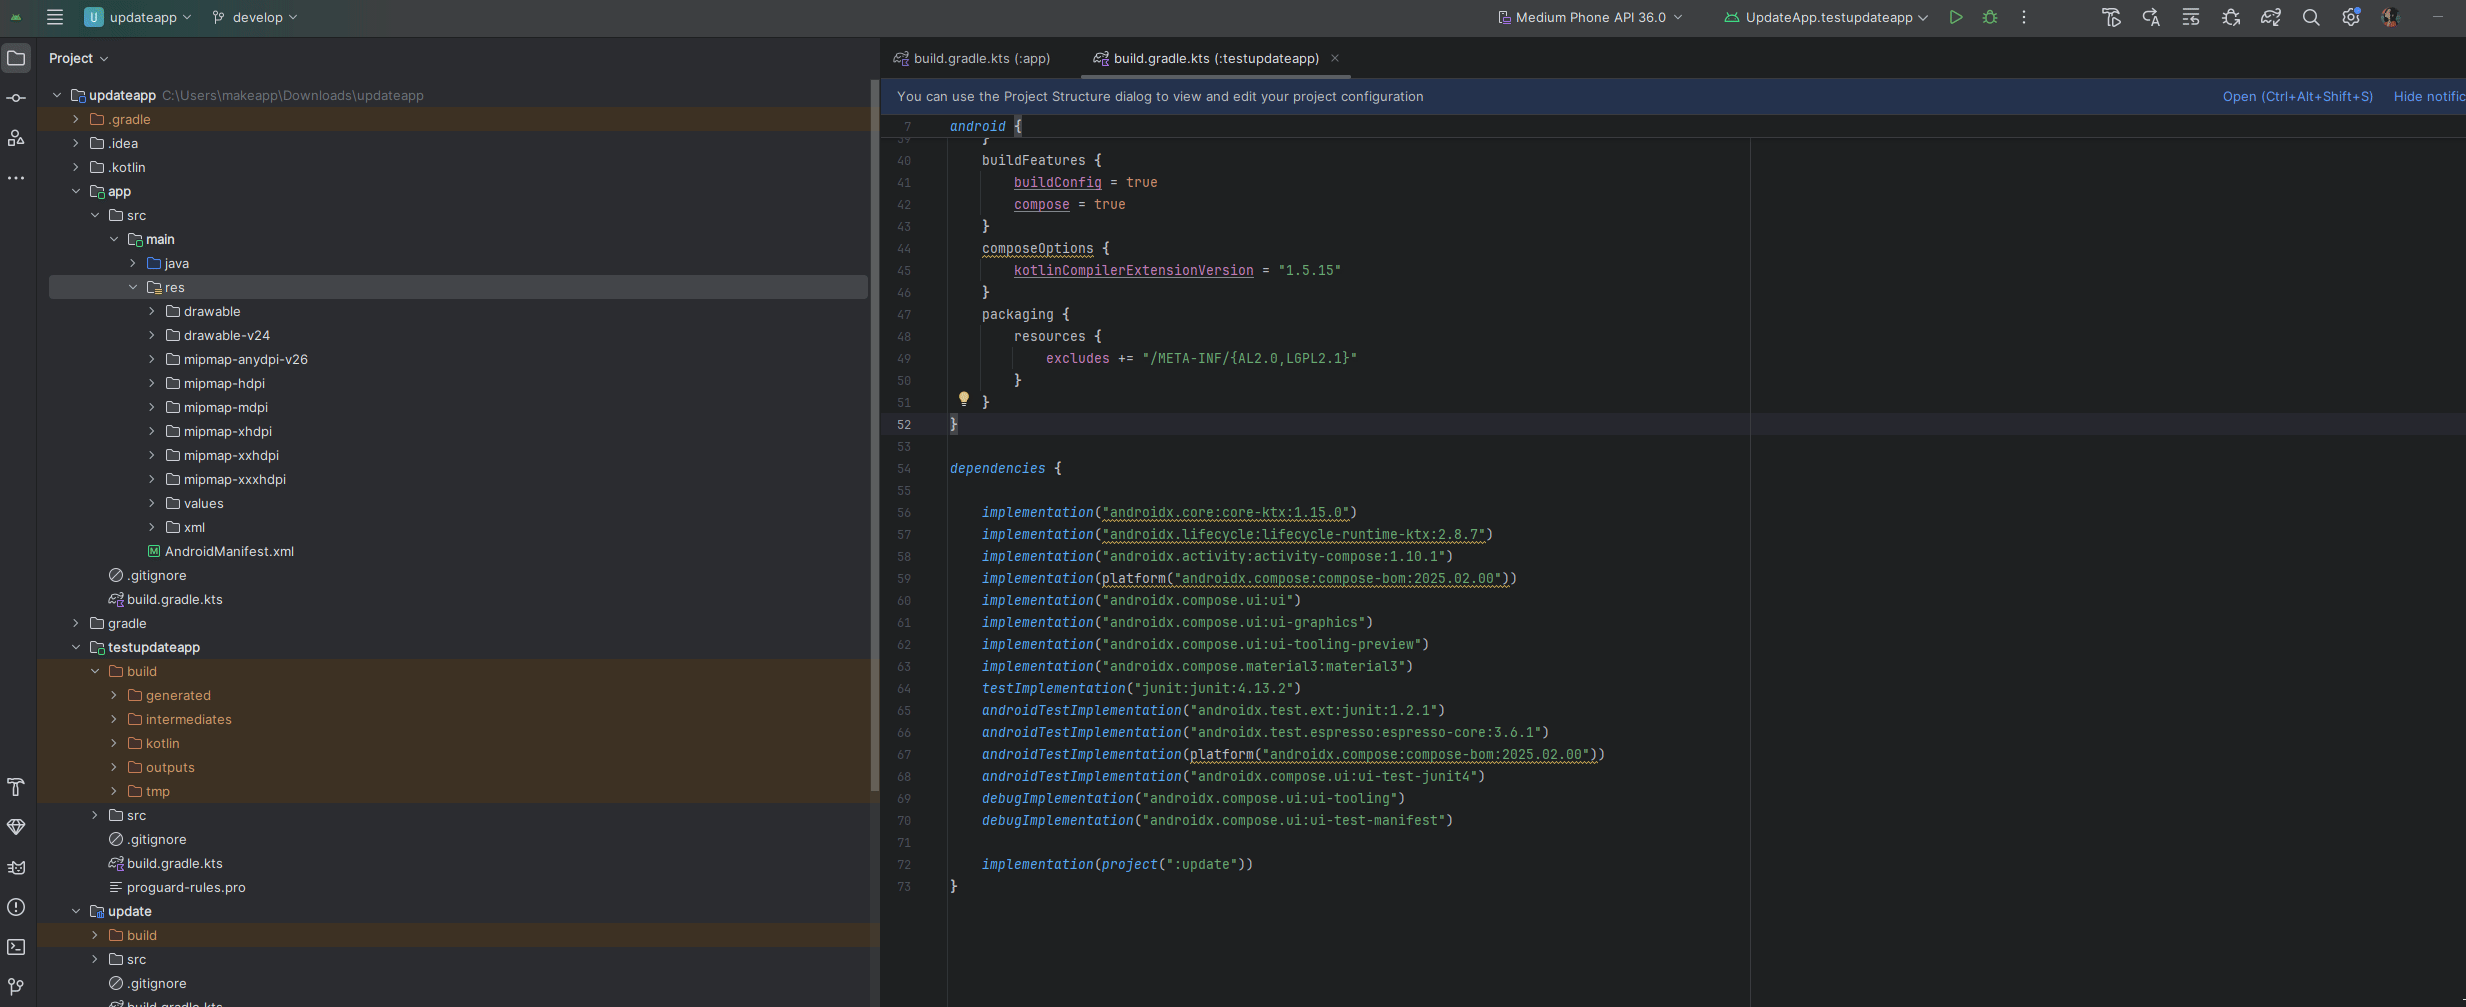 U updateapp develop Medium Phone API 36.0 UpdateApp.testupdateapp
Project
updateapp C:\Users\makeapp\Downloads\updateapp
.gradle
.idea
.kotlin
app
src
main
java
res
drawable
drawable-v24
mipmap-anydpi-v26
mipmap-hdpi
mipmap-mdpi
mipmap-xhdpi
mipmap-xxhdpi
mipmap-xxxhdpi
values
xml
AndroidManifest.xml
.gitignore
build.gradle.kts
gradle
testupdateapp
build
generated
intermediates
kotlin
outputs
tmp
src
.gitignore
build.gradle.kts
proguard-rules.pro
update
build
src
.gitignore
build.gradle.kts
build.gradle.kts (:app) build.gradle.kts (:testupdateapp)
You can use the Project Structure dialog to view and edit your project configuration Open (Ctrl+Alt+Shift+S) Hide notific
7 android {
39 }
40 buildFeatures {
41 buildConfig = true
42 compose = true
43 }
44 composeOptions {
45 kotlinCompilerExtensionVersion = "1.5.15"
46 }
47 packaging {
48 resources {
49 excludes += "/META-INF/{AL2.0,LGPL2.1}"
50 }
51 }
52 }
53
54 dependencies {
55
56 implementation("androidx.core:core-ktx:1.15.0")
57 implementation("androidx.lifecycle:lifecycle-runtime-ktx:2.8.7")
58 implementation("androidx.activity:activity-compose:1.10.1")
59 implementation(platform("androidx.compose:compose-bom:2025.02.00"))
60 implementation("androidx.compose.ui:ui")
61 implementation("androidx.compose.ui:ui-graphics")
62 implementation("androidx.compose.ui:ui-tooling-preview")
63 implementation("androidx.compose.material3:material3")
64 testImplementation("junit:junit:4.13.2")
65 androidTestImplementation("androidx.test.ext:junit:1.2.1")
66 androidTestImplementation("androidx.test.espresso:espresso-core:3.6.1")
67 androidTestImplementation(platform("androidx.compose:compose-bom:2025.02.00"))
68 androidTestImplementation("androidx.compose.ui:ui-test-junit4")
69 debugImplementation("androidx.compose.ui:ui-tooling")
70 debugImplementation("androidx.compose.ui:ui-test-manifest")
71
72 implementation(project(":update"))
73 }